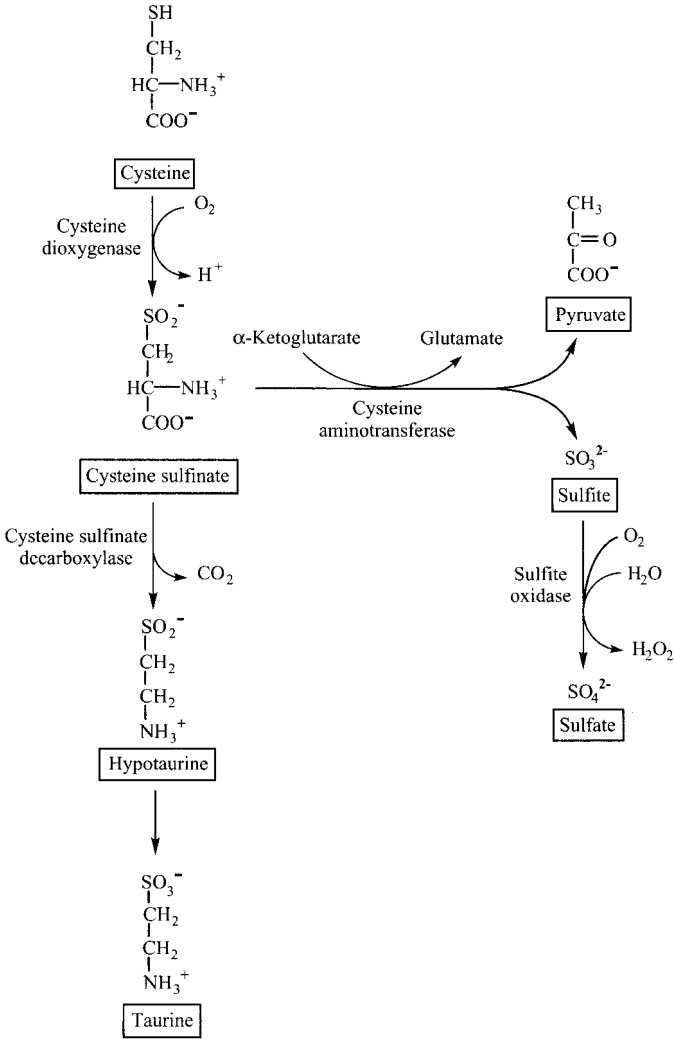 SH
CH₂
HC—NH₃⁺
COO⁻
Cysteine
Cysteine
dioxygenase
O₂
H⁺
SO₂⁻
CH₂
HC—NH₃⁺
COO⁻
Cysteine sulfinate
α-Ketoglutarate
Glutamate
Cysteine
aminotransferase
CH₃
C=O
COO⁻
Pyruvate
SO₃²⁻
Sulfite
Sulfite
oxidase
O₂
H₂O
H₂O₂
SO₄²⁻
Sulfate
Cysteine sulfinate
decarboxylase
CO₂
SO₂⁻
CH₂
CH₂
NH₃⁺
Hypotaurine
SO₃⁻
CH₂
CH₂
NH₃⁺
Taurine